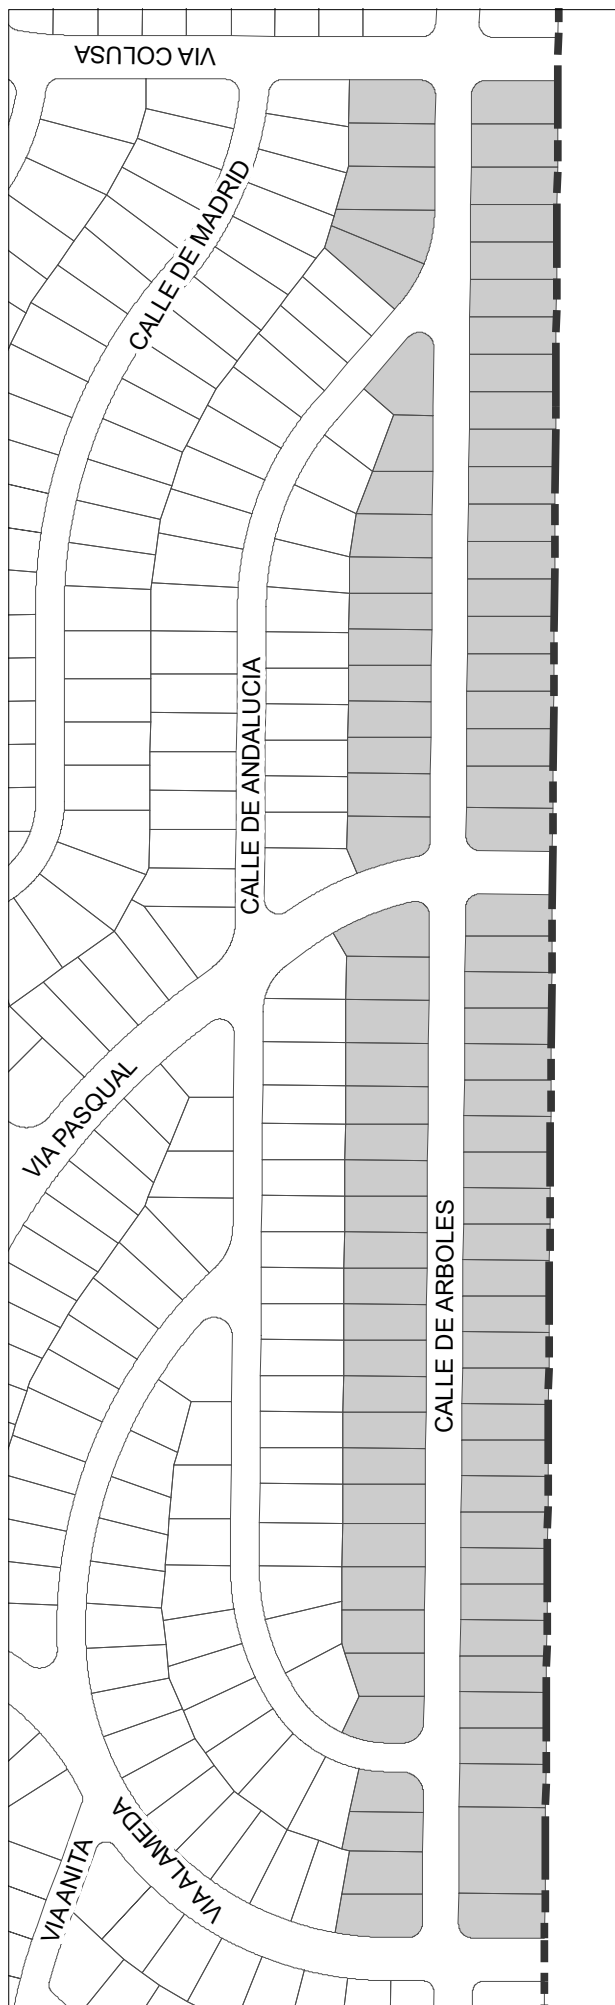 VIA COLUSA
CALLE DE MADRID
CALLE DE ANDALUCIA
VIA PASQUAL
CALLE DE ARBOLES
VIA ALAMEDA
VIA ANITA